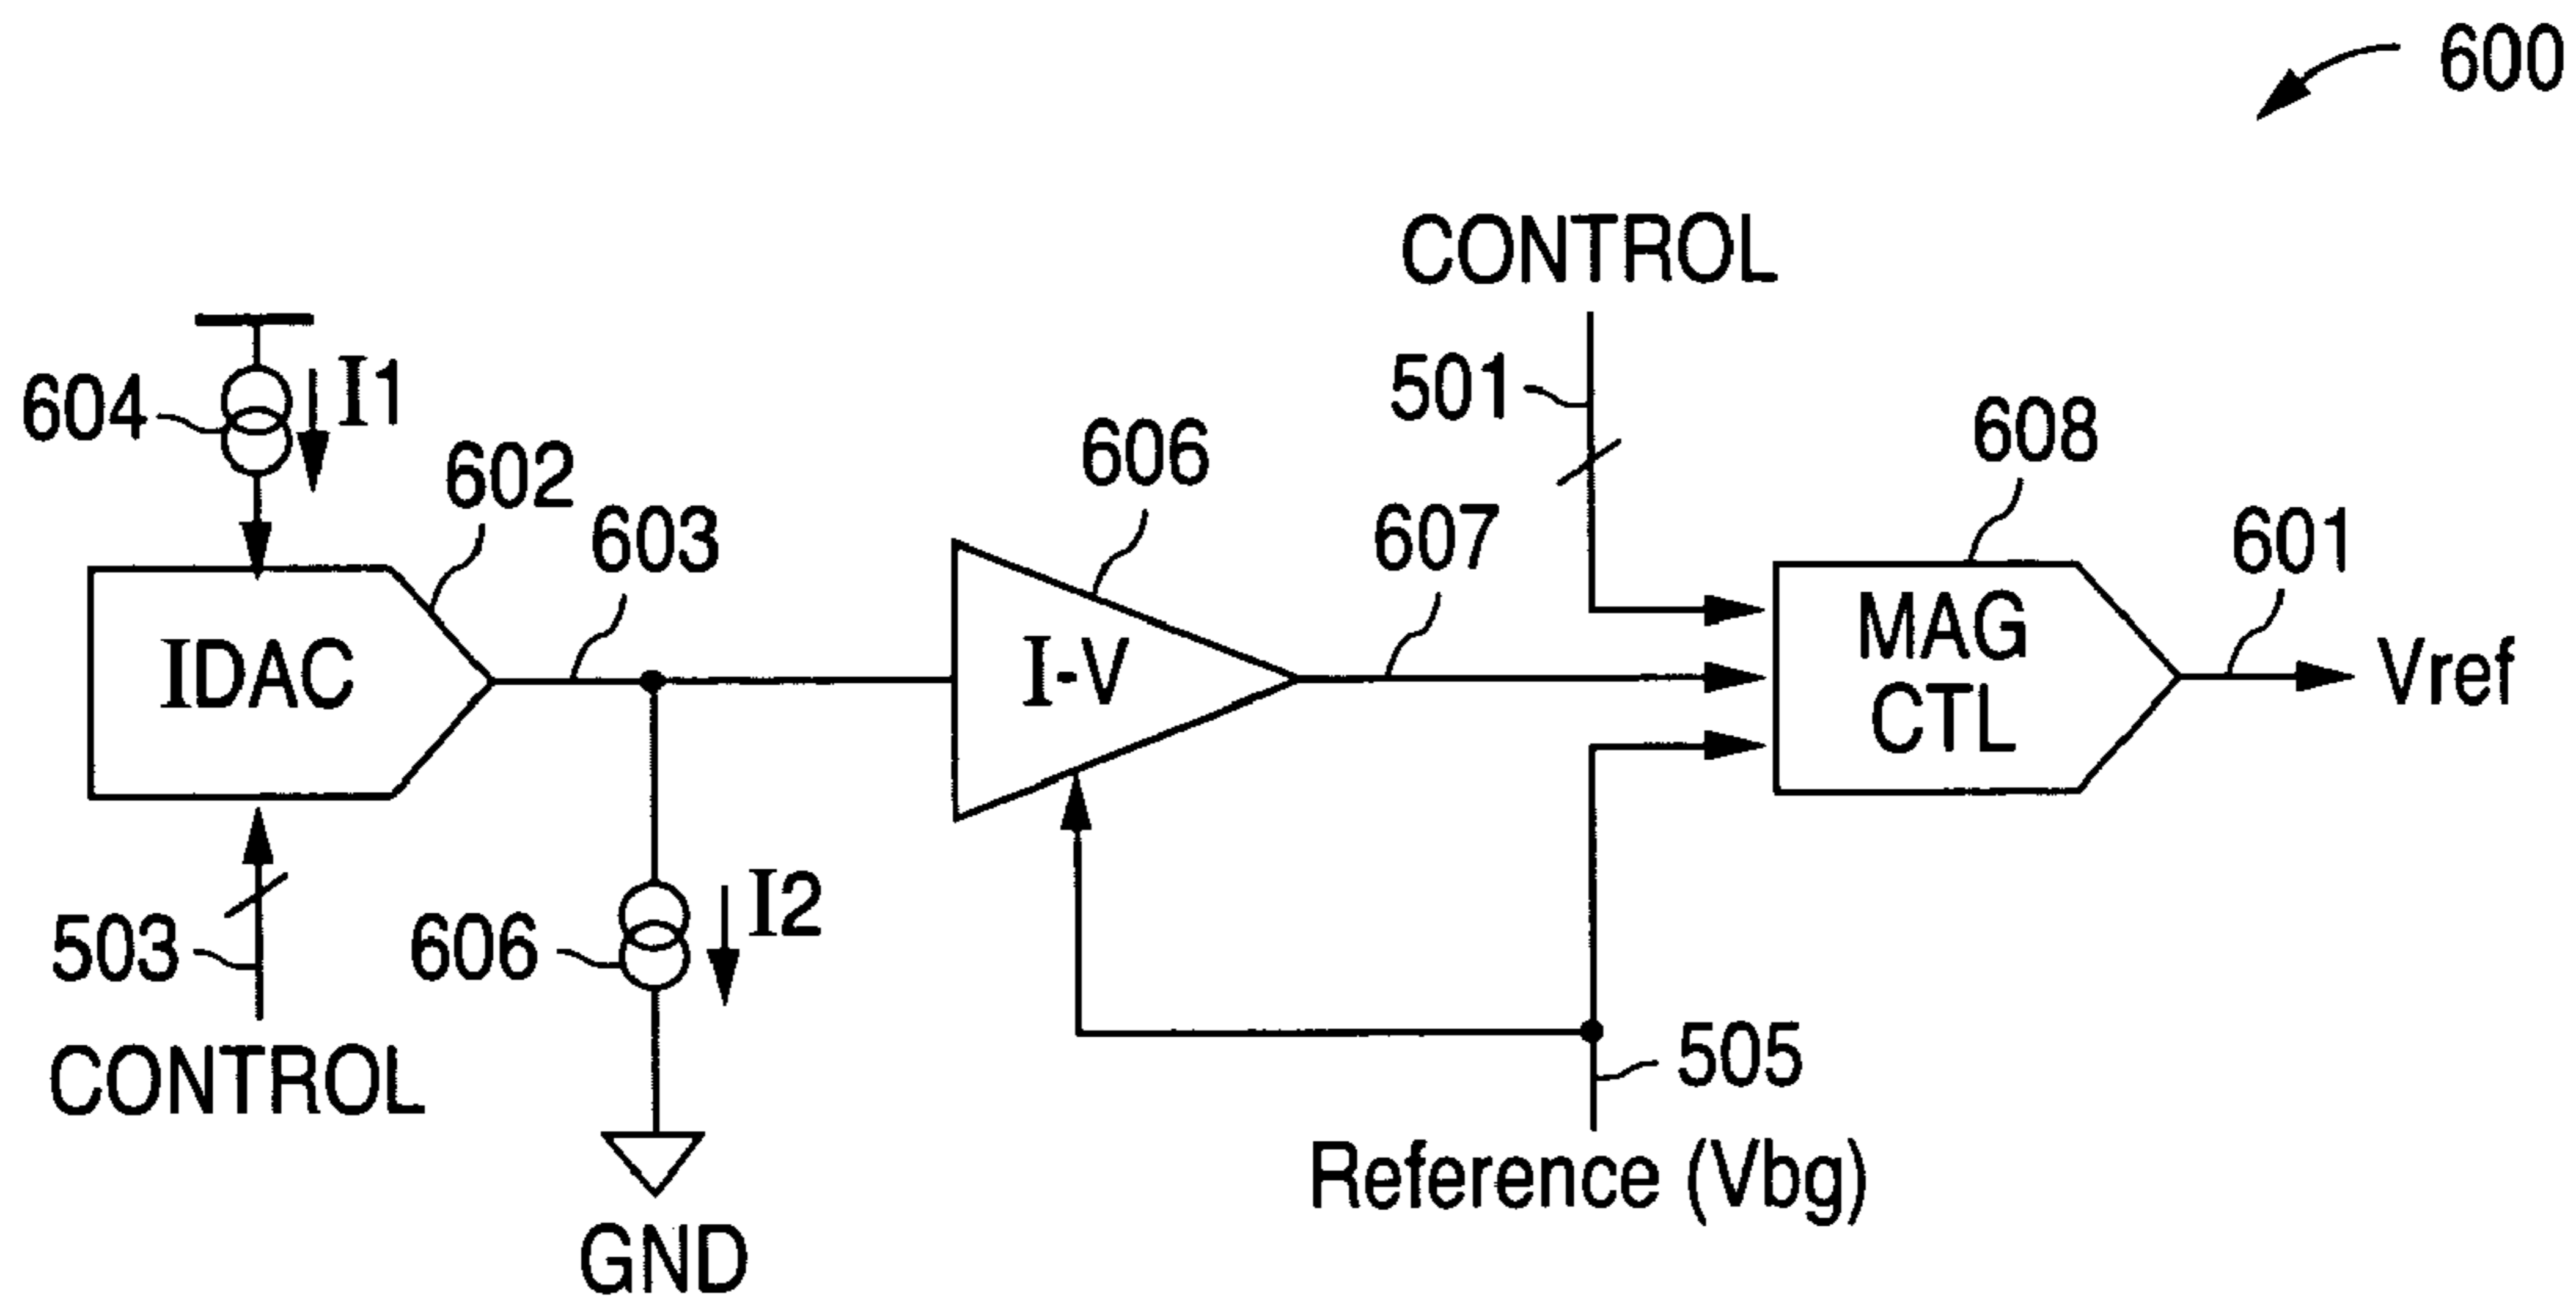 600
CONTROL
501
604
I1
602
603
606
607
608
601
IDAC
I-V
MAG
CTL
Vref
503
606
I2
CONTROL
505
Reference (Vbg)
GND